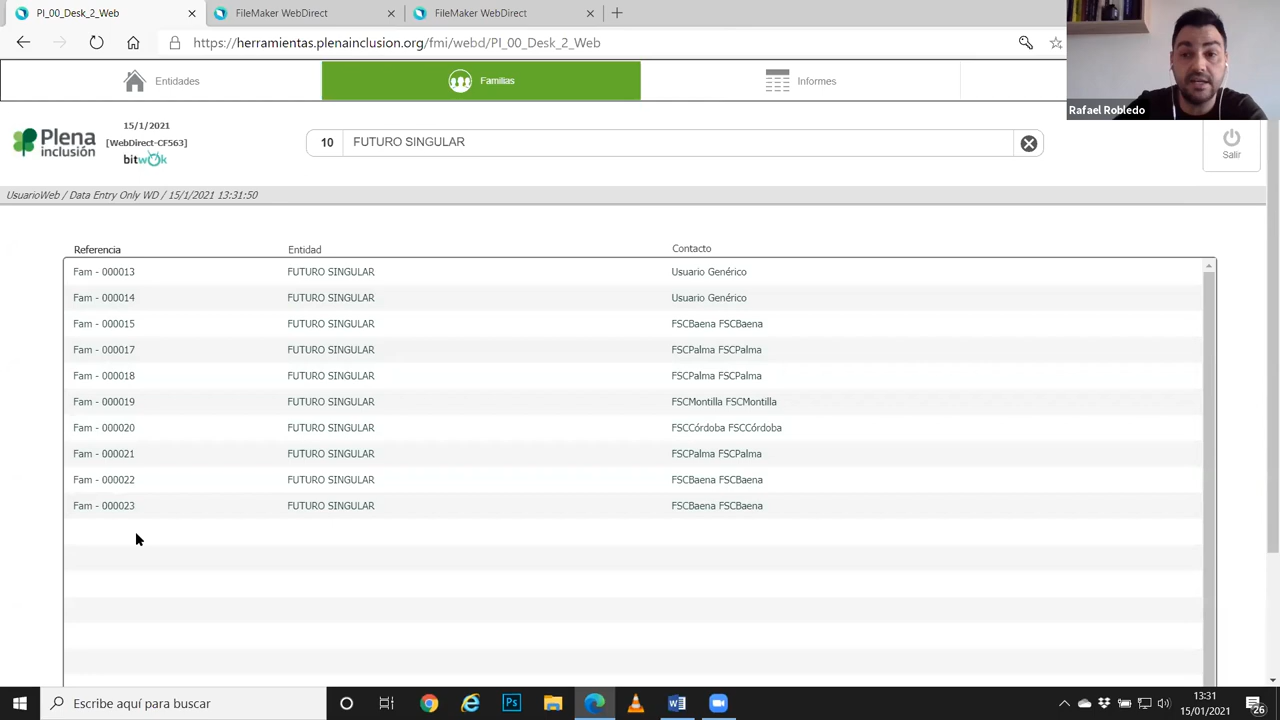 PI_00_Desk_2_Web
FileMaker WebDirect
FileMaker WebDirect
https://herramientas.plenainclusion.org/fmi/webd/PI_00_Desk_2_Web
Entidades
Familias
Informes
Rafael Robledo
Plena
inclusión
15/1/2021
[WebDirect-CF563]
bitwok
10
FUTURO SINGULAR
Salir
UsuarioWeb / Data Entry Only WD / 15/1/2021 13:31:50
Referencia Entidad Contacto
Fam - 000013 FUTURO SINGULAR Usuario Genérico
Fam - 000014 FUTURO SINGULAR Usuario Genérico
Fam - 000015 FUTURO SINGULAR FSCBaena FSCBaena
Fam - 000017 FUTURO SINGULAR FSCPalma FSCPalma
Fam - 000018 FUTURO SINGULAR FSCPalma FSCPalma
Fam - 000019 FUTURO SINGULAR FSCMontilla FSCMontilla
Fam - 000020 FUTURO SINGULAR FSCCórdoba FSCCórdoba
Fam - 000021 FUTURO SINGULAR FSCPalma FSCPalma
Fam - 000022 FUTURO SINGULAR FSCBaena FSCBaena
Fam - 000023 FUTURO SINGULAR FSCBaena FSCBaena
Escribe aquí para buscar
Ps
W
13:31
15/01/2021
26